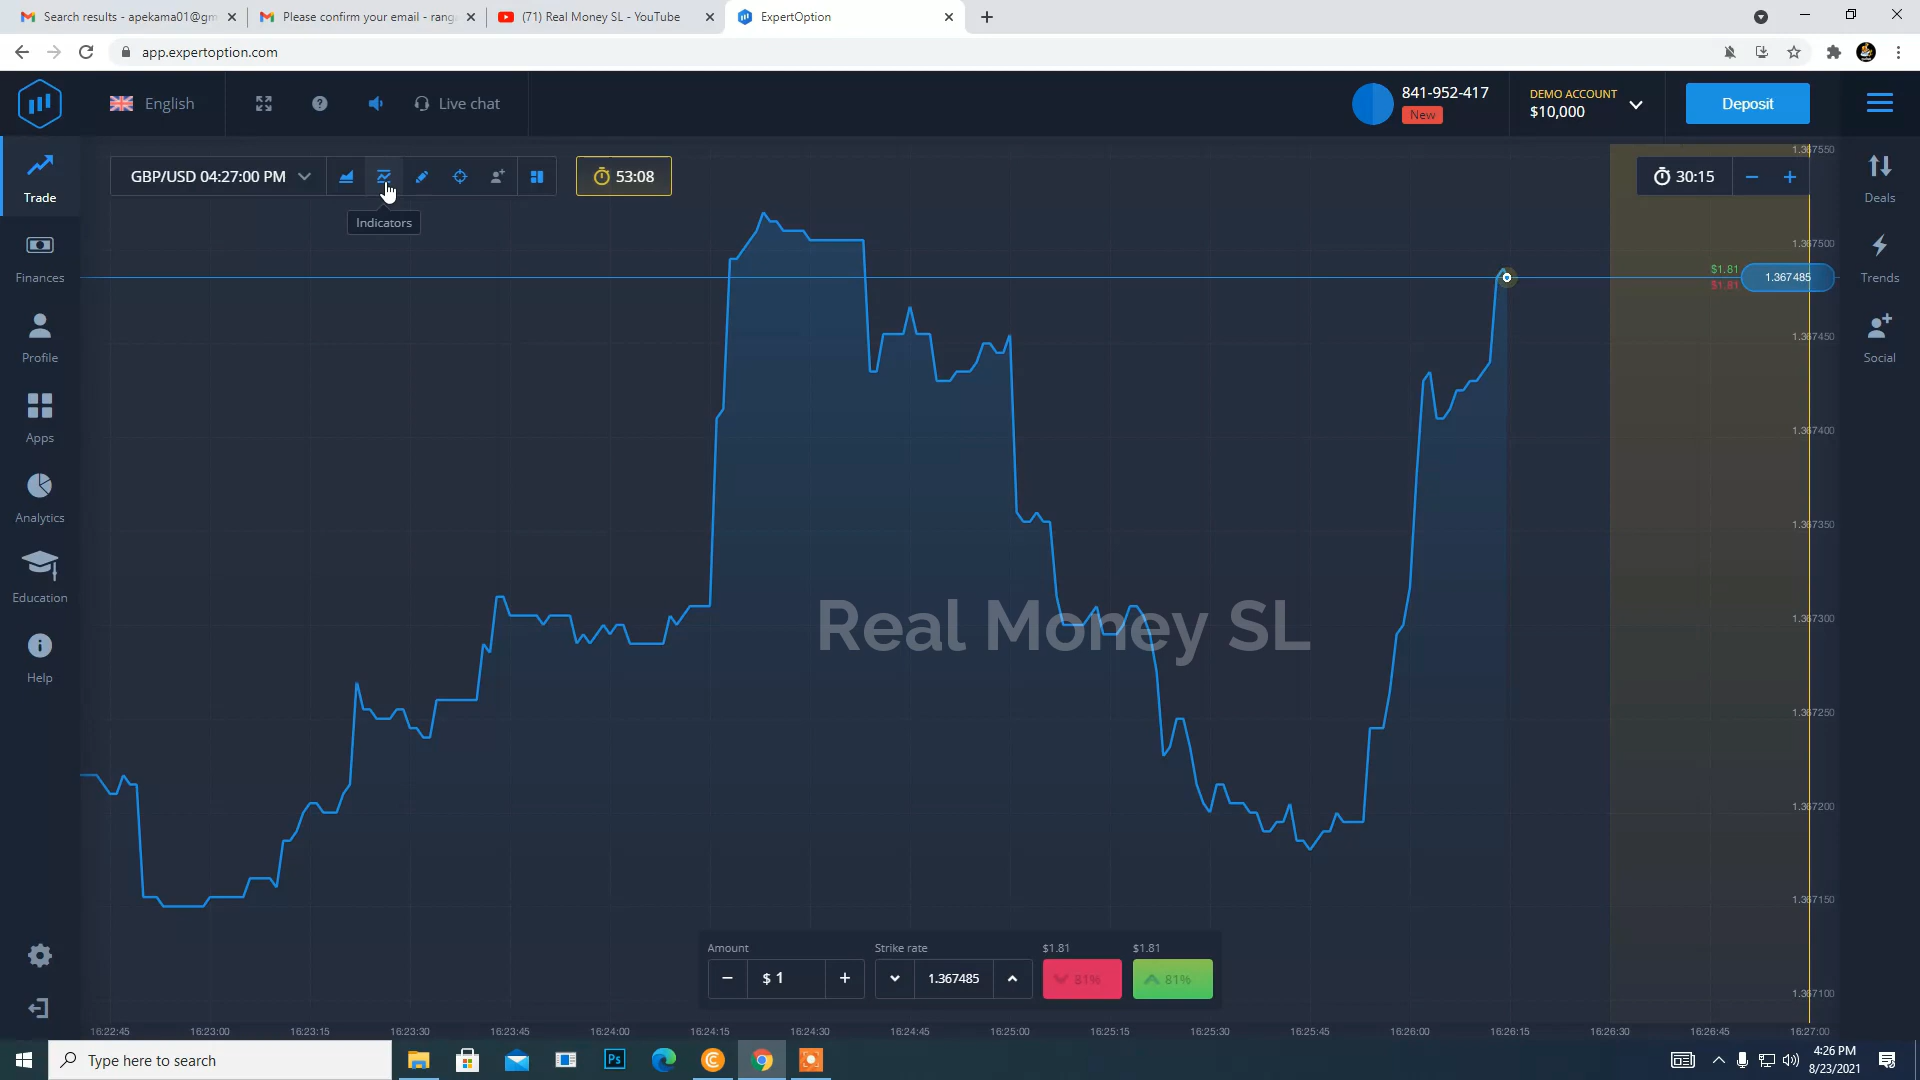 Search results - apekama01@gm
Please confirm your email - rang
(71) Real Money SL - YouTube
ExpertOption
app.expertoption.com
English
Live chat
841-952-417
New
DEMO ACCOUNT
$10,000
Deposit
Trade
Finances
Profile
Apps
Analytics
Education
Help
GBP/USD 04:27:00 PM
53:08
Indicators
30:15
Deals
Trends
Social
1.367550
1.367500
$1.81
$1.81
1.367485
1.367450
1.367400
1.367350
1.367300
1.367250
1.367200
1.367150
1.367100
Real Money SL
Amount
$ 1
Strike rate
1.367485
$1.81
81%
$1.81
81%
16:22:45
16:23:00
16:23:15
16:23:30
16:23:45
16:24:00
16:24:15
16:24:30
16:24:45
16:25:00
16:25:15
16:25:30
16:25:45
16:26:00
16:26:15
16:26:30
16:26:45
16:27:00
Type here to search
Ps
4:26 PM
8/23/2021